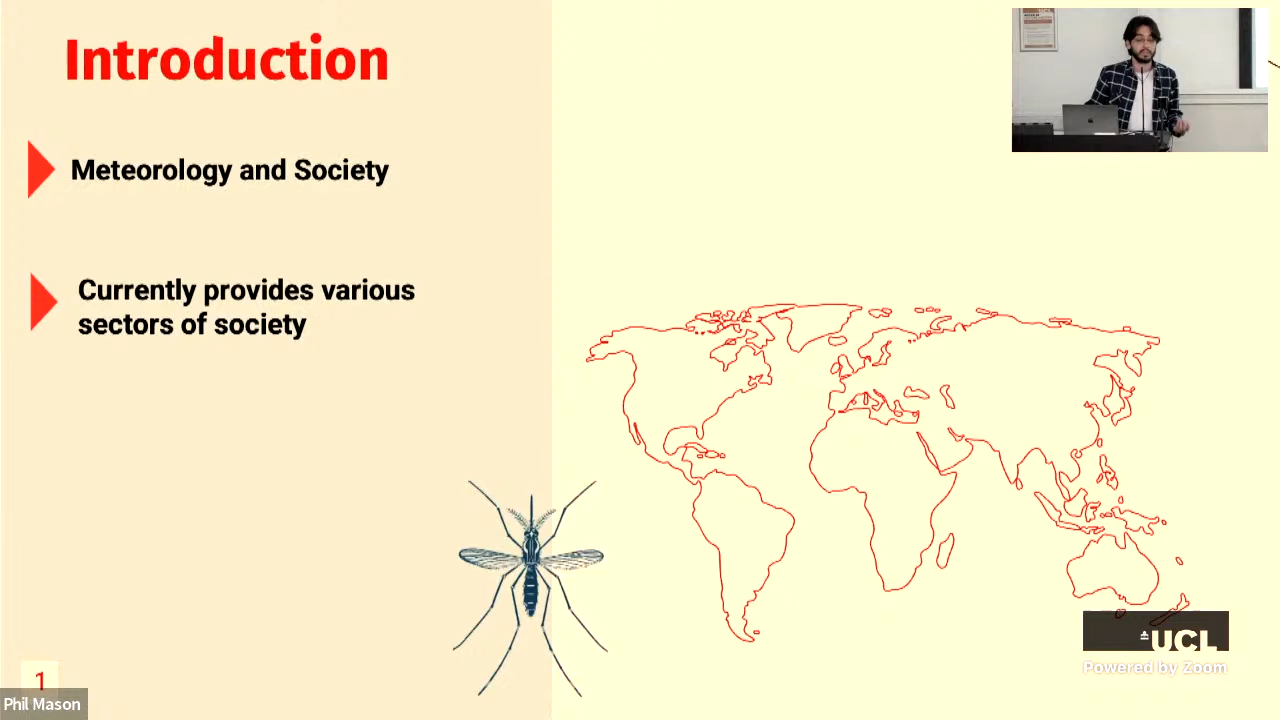 Introduction
Meteorology and Society
Currently provides various
sectors of society
1
Phil Mason
UCL
Powered by Zoom